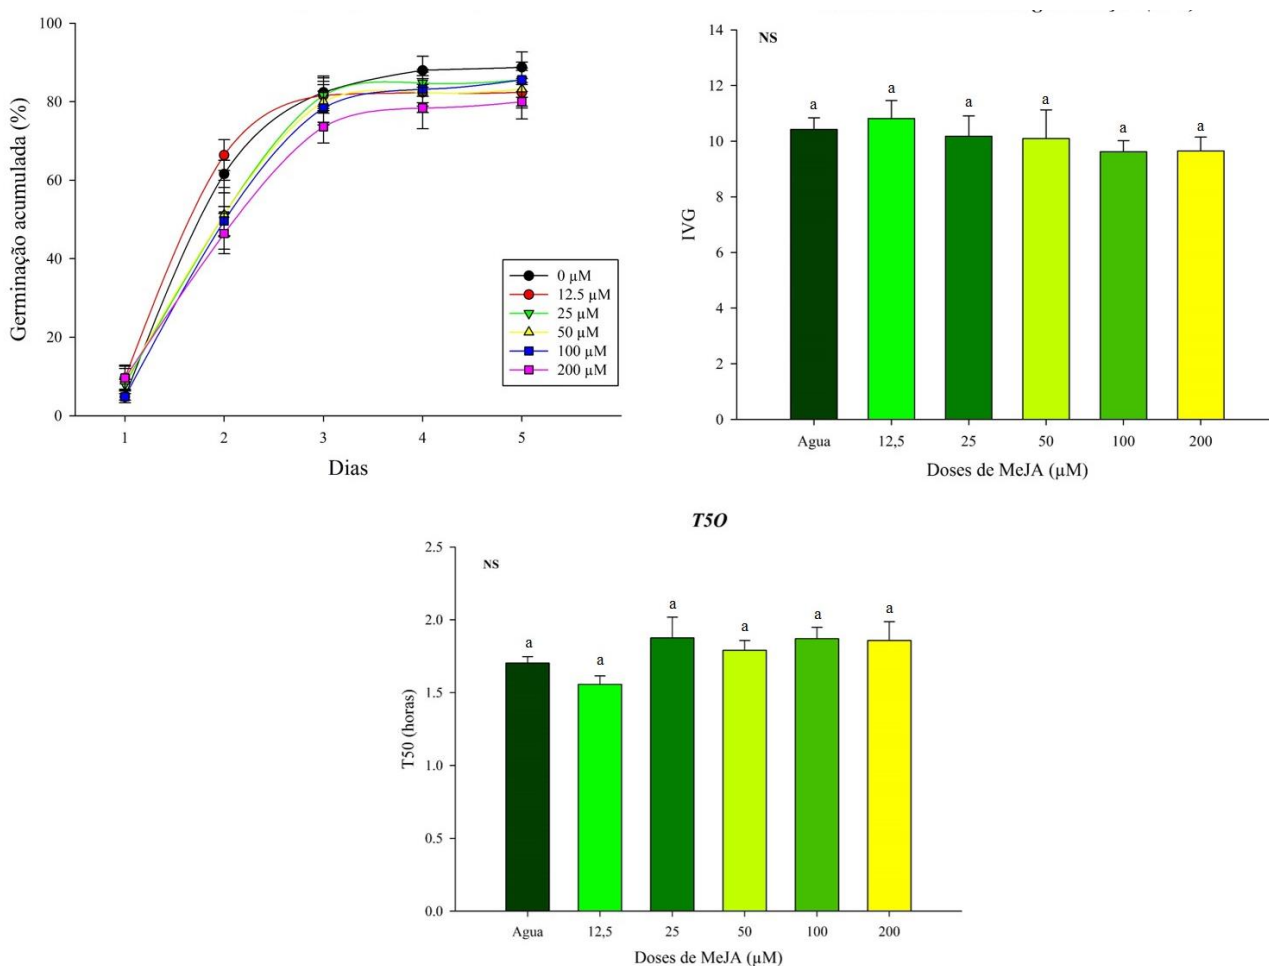 100
80
60
40
20
0
Germinação acumulada (%)
0 µM
12.5 µM
25 µM
50 µM
100 µM
200 µM
1 2 3 4 5
Dias
NS
14
12
10
8
6
4
2
0
IVG
a a a a a a
Agua 12,5 25 50 100 200
Doses de MeJA (µM)
T5O
NS
2.5
2.0
1.5
1.0
0.5
0.0
T50 (horas)
a a a a a a
Agua 12,5 25 50 100 200
Doses de MeJA (µM)